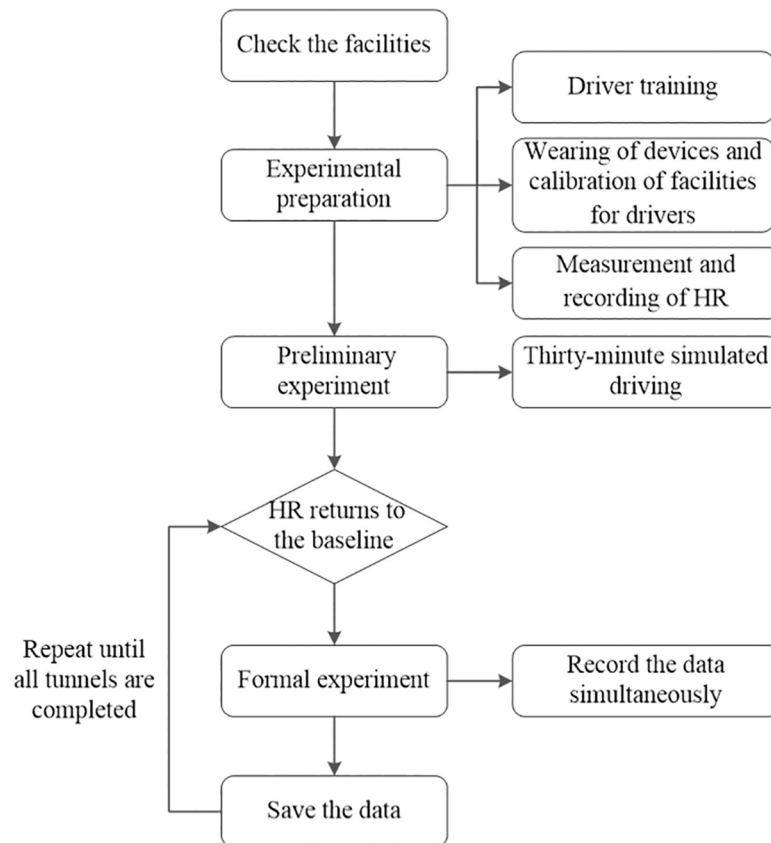 Check the facilities
Driver training
Experimental
preparation
Wearing of devices and
calibration of facilities
for drivers
Measurement and
recording of HR
Preliminary
experiment
Thirty-minute simulated
driving
HR returns to
the baseline
Repeat until
all tunnels are
completed
Formal experiment
Record the data
simultaneously
Save the data